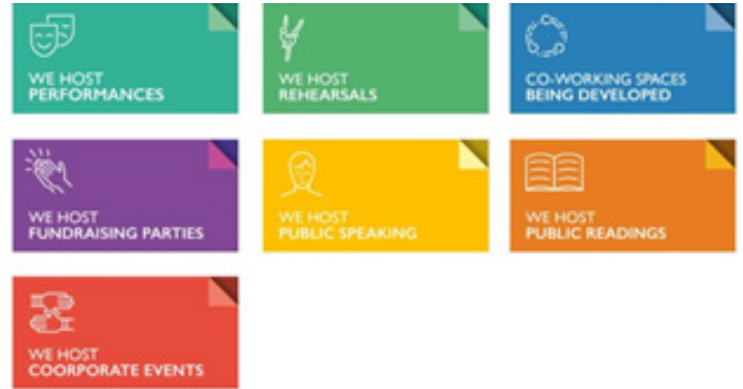 WE HOST
PERFORMANCES
WE HOST
REHEARSALS
CO-WORKING SPACES
BEING DEVELOPED
WE HOST
FUNDRAISING PARTIES
WE HOST
PUBLIC SPEAKING
WE HOST
PUBLIC READINGS
WE HOST
COORPORATE EVENTS